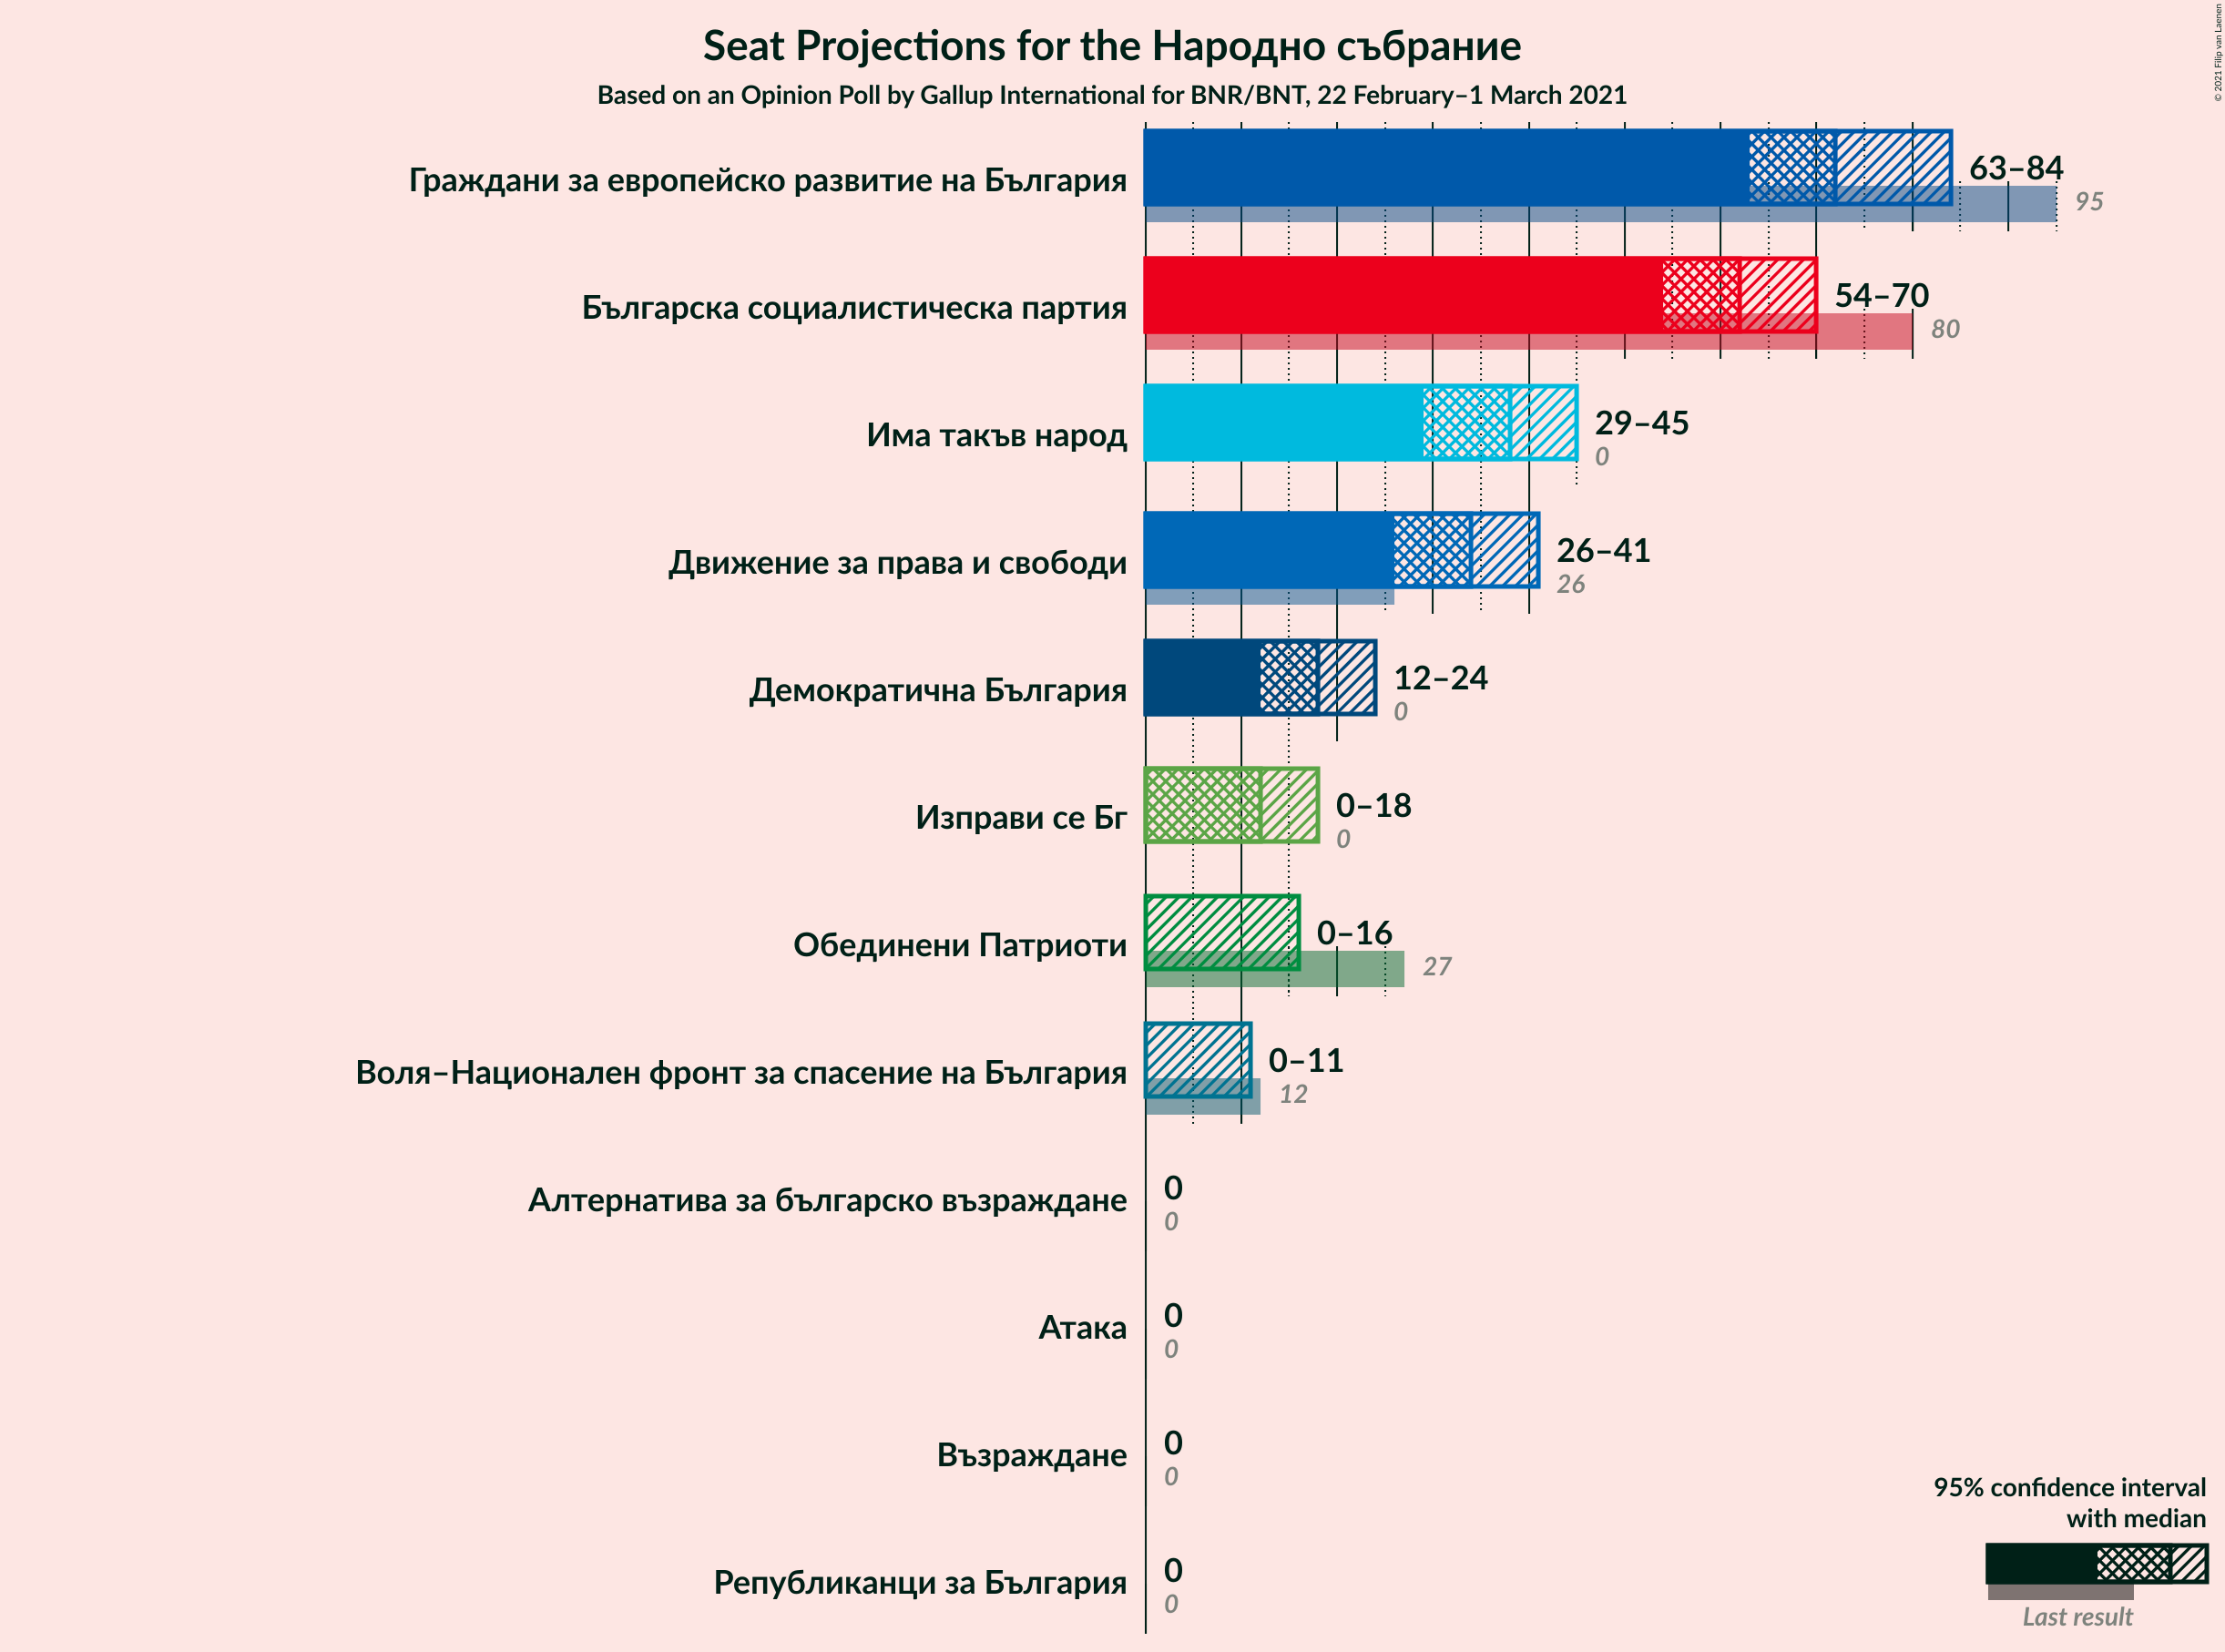 Seat Projections for the Народно събрание
Based on an Opinion Poll by Gallup International for BNR/BNT, 22 February–1 March 2021
© 2021 Filip van Laenen
Граждани за европейско развитие на България
63–84
95
Българска социалистическа партия
54–70
80
Има такъв народ
29–45
0
Движение за права и свободи
26–41
26
Демократична България
12–24
0
Изправи се Бг
0–18
0
Обединени Патриоти
0–16
27
Воля–Национален фронт за спасение на България
0–11
12
Алтернатива за българско възраждане
0
0
Атака
0
0
Възраждане
0
0
Републиканци за България
0
0
95% confidence interval
with median
Last result